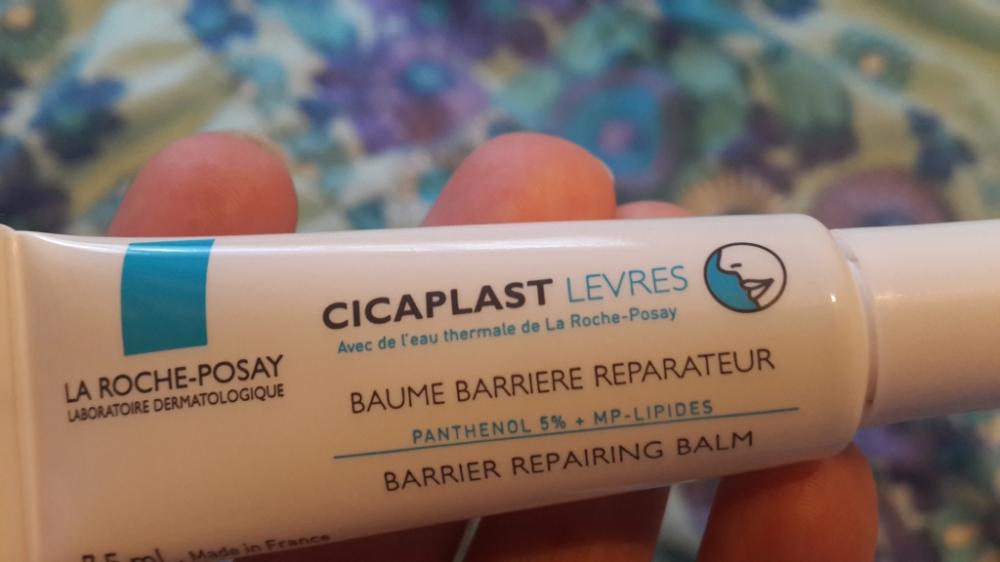 LA ROCHE-POSAY
LABORATOIRE DERMATOLOGIQUE
CICAPLAST LEVRES
Avec de l'eau thermale de La Roche-Posay
BAUME BARRIERE REPARATEUR
PANTHENOL 5% + MP-LIPIDES
BARRIER REPAIRING BALM
ml . Made in France